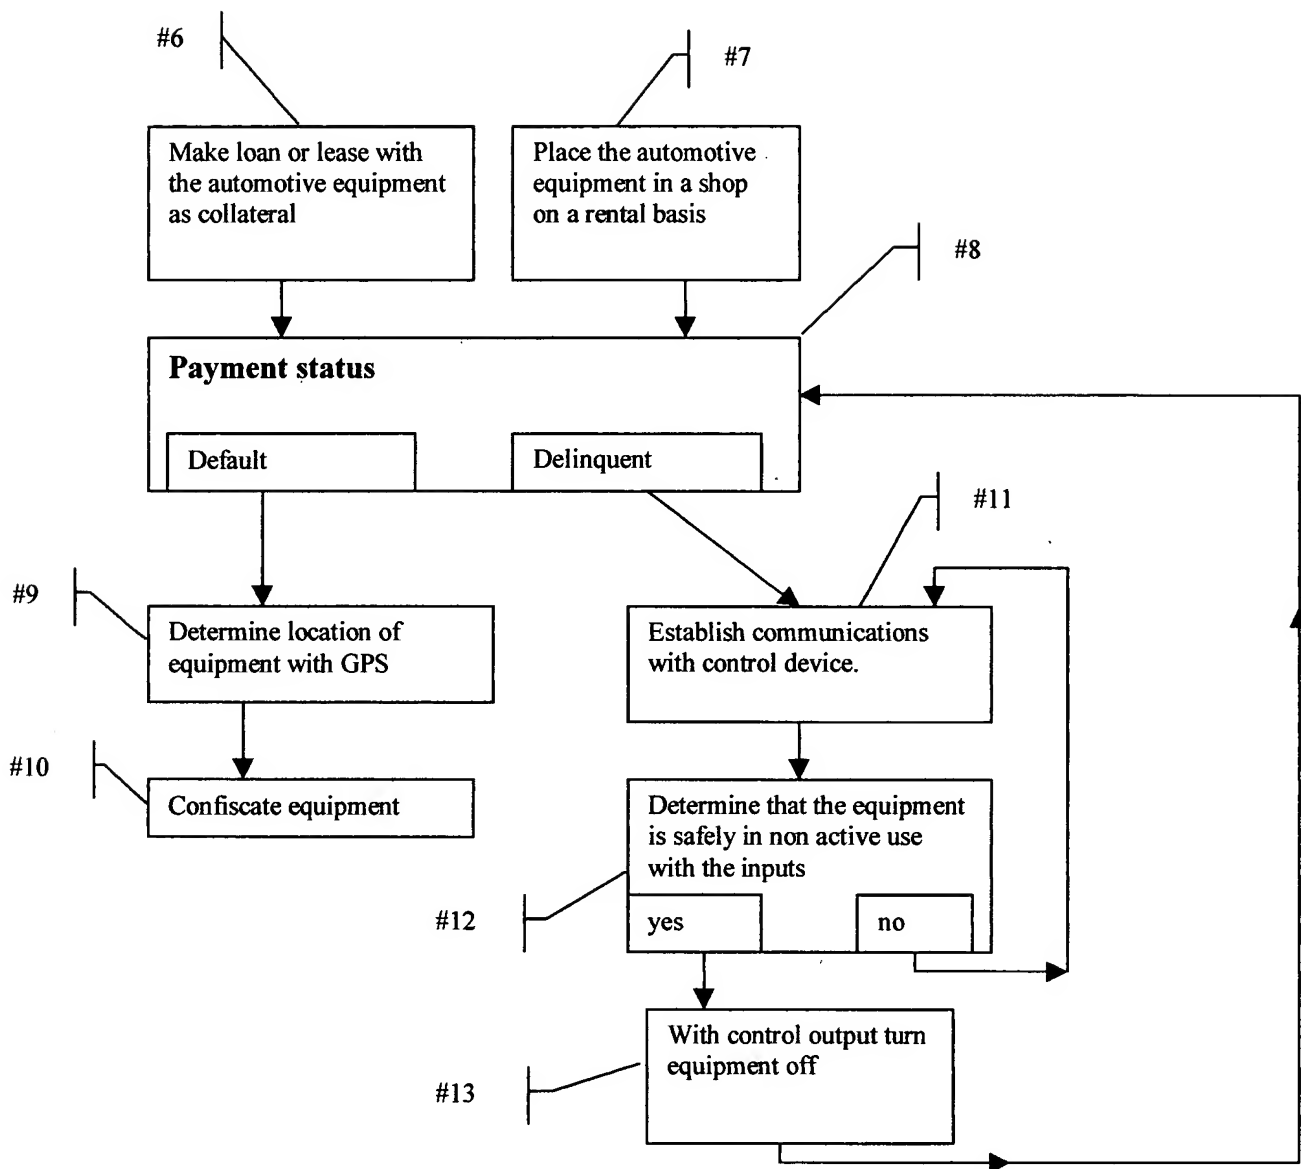 #6
#7
Make loan or lease with
the automotive equipment
as collateral
Place the automotive
equipment in a shop
on a rental basis
#8
Payment status
Default
Delinquent
#11
#9
Determine location of
equipment with GPS
Establish communications
with control device.
#10
Confiscate equipment
Determine that the equipment
is safely in non active use
with the inputs
#12
yes
no
With control output turn
equipment off
#13